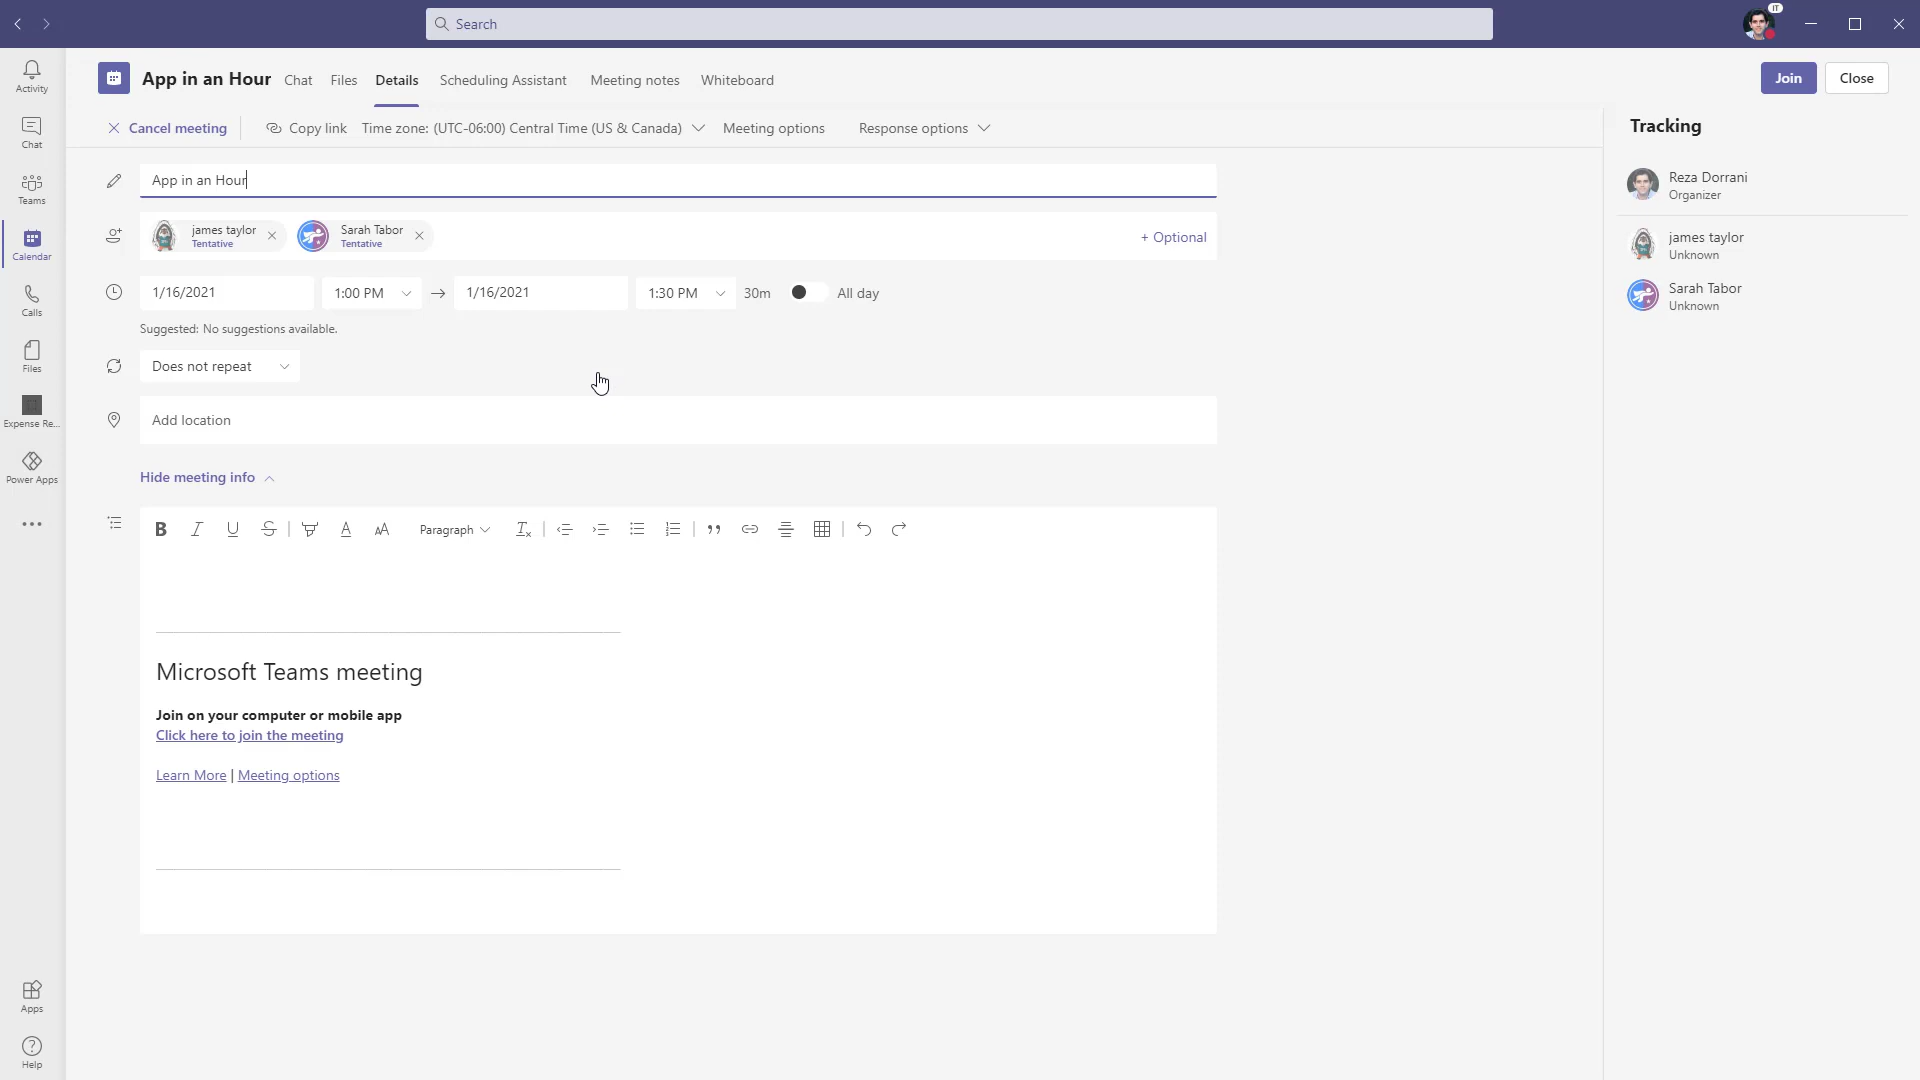 Search
IT
Activity
Chat
Teams
Calendar
Calls
Files
Expense Re...
Power Apps
Apps
Help
App in an Hour Chat Files Details Scheduling Assistant Meeting notes Whiteboard
Join Close
Cancel meeting Copy link Time zone: (UTC-06:00) Central Time (US & Canada) Meeting options Response options
App in an Hour
james taylor
Tentative
Sarah Tabor
Tentative
+ Optional
1/16/2021 1:00 PM 1/16/2021 1:30 PM 30m All day
Suggested: No suggestions available.
Does not repeat
Add location
Hide meeting info
B I U S A AA Paragraph
Microsoft Teams meeting
Join on your computer or mobile app
Click here to join the meeting
Learn More | Meeting options
Tracking
Reza Dorrani
Organizer
james taylor
Unknown
Sarah Tabor
Unknown